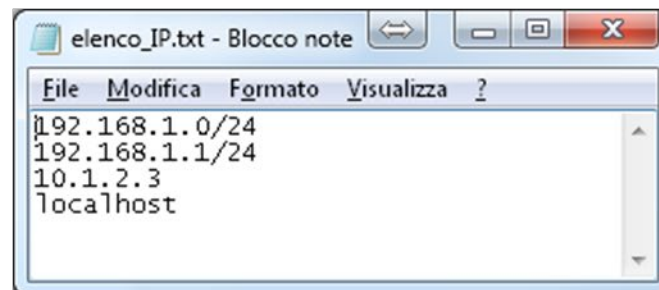 elenco_IP.txt - Blocco note
File Modifica Formato Visualizza ?
192.168.1.0/24
192.168.1.1/24
10.1.2.3
localhost